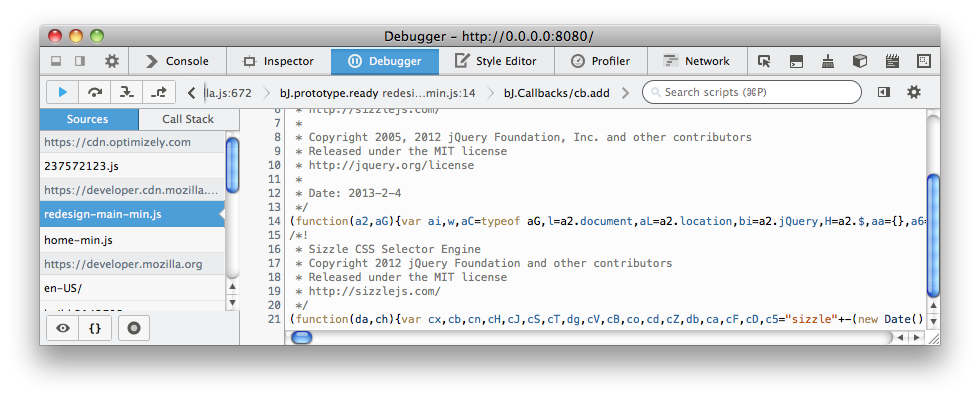 Debugger – http://0.0.0.0:8080/
Console
Inspector
Debugger
Style Editor
Profiler
Network
lla.js:672
bJ.prototype.ready redesi…min.js:14
bJ.Callbacks/cb.add
Search scripts (⌘P)
Sources
Call Stack
https://cdn.optimizely.com
237572123.js
https://developer.cdn.mozilla.…
redesign-main-min.js
home-min.js
https://developer.mozilla.org
en-US/
{}
6 * http://sizzlejs.com/
7 *
8 * Copyright 2005, 2012 jQuery Foundation, Inc. and other contributors
9 * Released under the MIT license
10 * http://jquery.org/license
11 *
12 * Date: 2013-2-4
13 */
14 (function(a2,aG){var ai,w,aC=typeof aG,l=a2.document,aL=a2.location,bi=a2.jQuery,H=a2.$,aa={},a6=
15 /*!
16 * Sizzle CSS Selector Engine
17 * Copyright 2012 jQuery Foundation and other contributors
18 * Released under the MIT license
19 * http://sizzlejs.com/
20 */
21 (function(da,ch){var cx,cb,cn,cH,cJ,cS,cT,dg,cV,cB,co,cd,cZ,db,ca,cF,cD,c5="sizzle"+-(new Date()